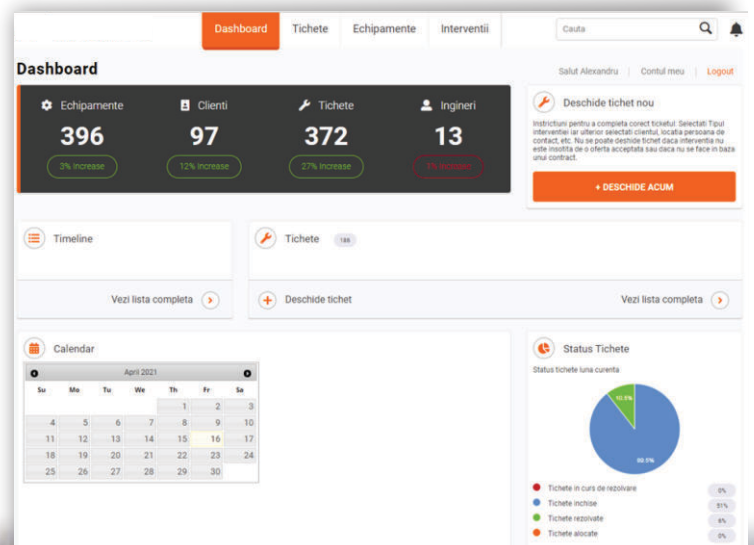 Dashboard Tichete Echipamente Interventii Cauta
Dashboard
Salut Alexandru | Contul meu | Logout
Echipamente Clienti Tichete Ingineri
396 97 372 13
3% Increase 12% Increase 27% Increase
Deschide tichet nou
Instrictiuni pentru a completa corect ticketul: Selectati Tipul
interventiei iar ulterior selectati clientul, locatia persoana de
contact, etc. Nu se poate deshide tichet daca interventia nu
este insotita de o oferta acceptata sau daca nu se face in baza
unui contract.
+ DESCHIDE ACUM
Timeline
Vezi lista completa
Tichete 186
Deschide tichet Vezi lista completa
Calendar
April 2021
Su Mo Tu We Th Fr Sa
1 2 3
4 5 6 7 8 9 10
11 12 13 14 15 16 17
18 19 20 21 22 23 24
25 26 27 28 29 30
Status Tichete
Status tichete luna curenta
10.5%
Tichete in curs de rezolvare 0%
Tichete inchise 51%
Tichete rezolvate 6%
Tichete alocate 0%